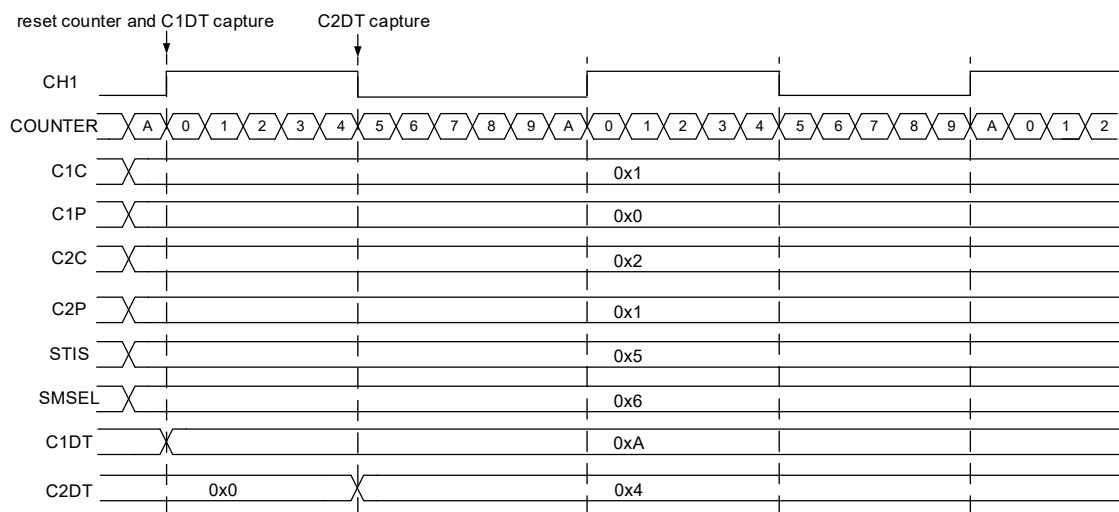 reset counter and C1DT capture C2DT capture
CH1
COUNTER A 0 1 2 3 4 5 6 7 8 9 A 0 1 2 3 4 5 6 7 8 9 A 0 1 2
C1C 0x1
C1P 0x0
C2C 0x2
C2P 0x1
STIS 0x5
SMSEL 0x6
C1DT 0xA
C2DT 0x0 0x4